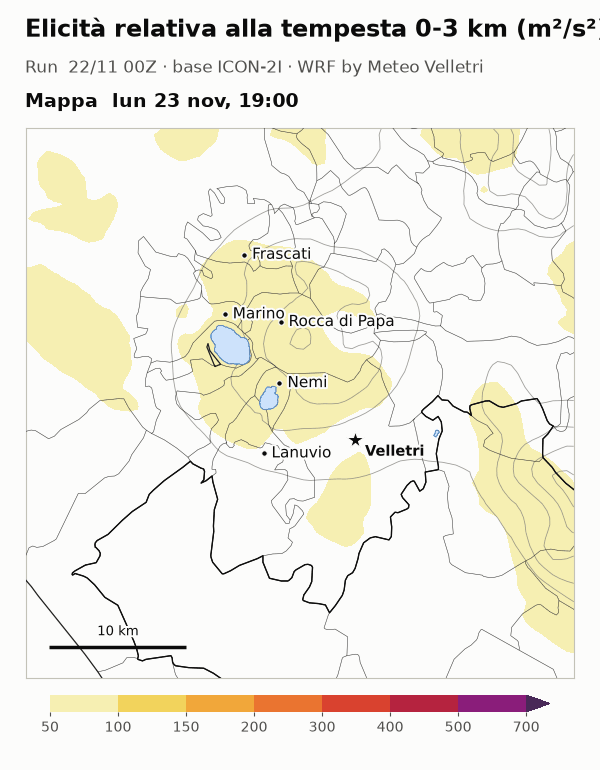 Elicità relativa alla tempesta 0-3 km (m²/s²)
Run  22/11 00Z · base ICON-2I · WRF by Meteo Velletri
Mappa  lun 23 nov, 19:00
Frascati
Marino
Rocca di Papa
Nemi
Velletri
Lanuvio
10 km
50 100 150 200 300 400 500 700